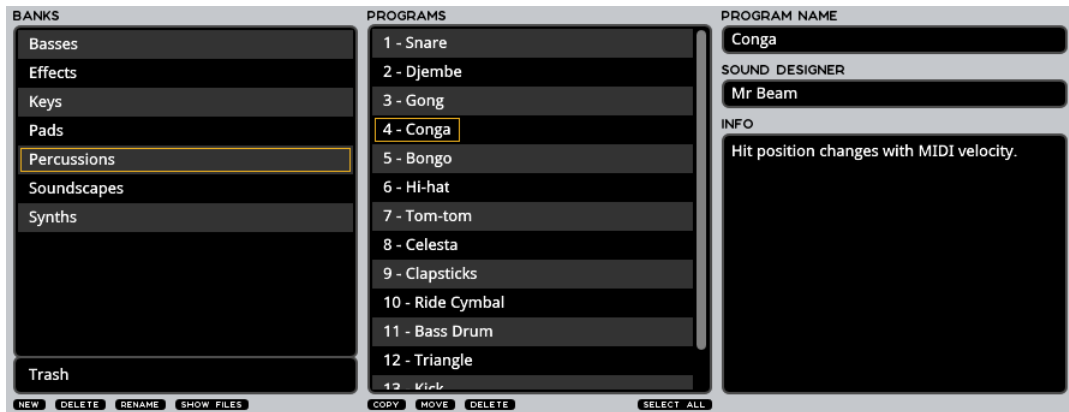 BANKS
Basses
Effects
Keys
Pads
Percussions
Soundscapes
Synths
Trash
NEW DELETE RENAME SHOW FILES
PROGRAMS
1 - Snare
2 - Djembe
3 - Gong
4 - Conga
5 - Bongo
6 - Hi-hat
7 - Tom-tom
8 - Celesta
9 - Clapsticks
10 - Ride Cymbal
11 - Bass Drum
12 - Triangle
13 - Kick
COPY MOVE DELETE SELECT ALL
PROGRAM NAME
Conga
SOUND DESIGNER
Mr Beam
INFO
Hit position changes with MIDI velocity.